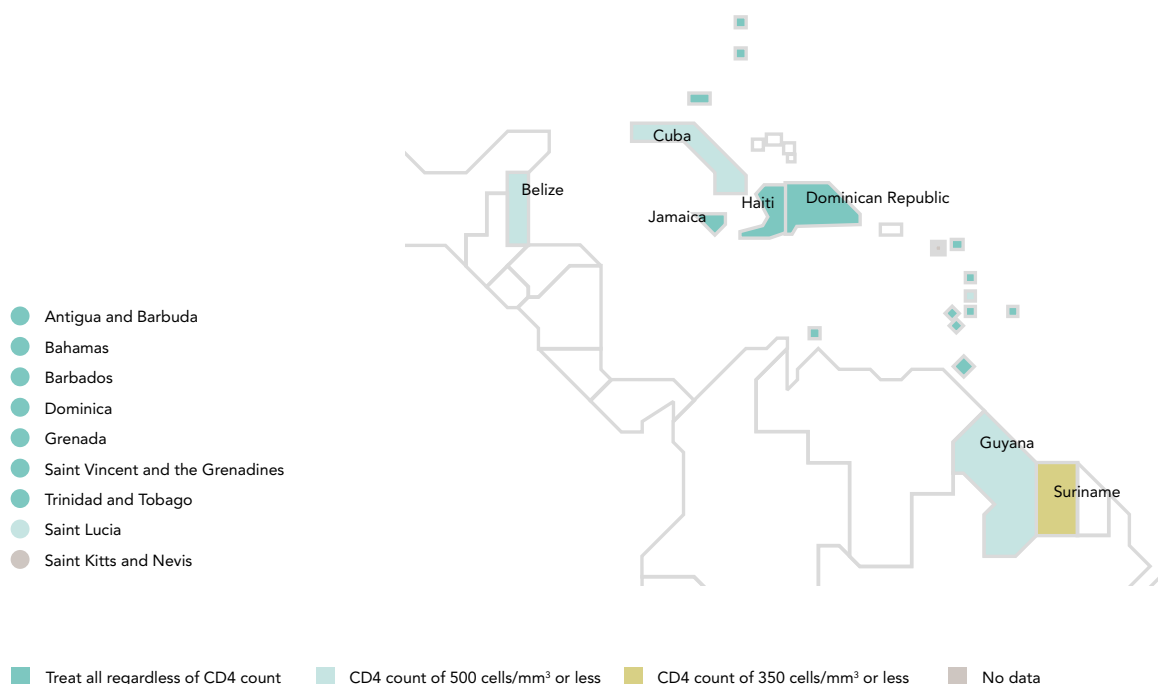 Cuba
Belize
Dominican Republic
Haiti
Jamaica
Antigua and Barbuda
Bahamas
Barbados
Dominica
Grenada
Guyana
Saint Vincent and the Grenadines
Suriname
Trinidad and Tobago
Saint Lucia
Saint Kitts and Nevis
Treat all regardless of CD4 count
CD4 count of 500 cells/mm³ or less
CD4 count of 350 cells/mm³ or less
No data